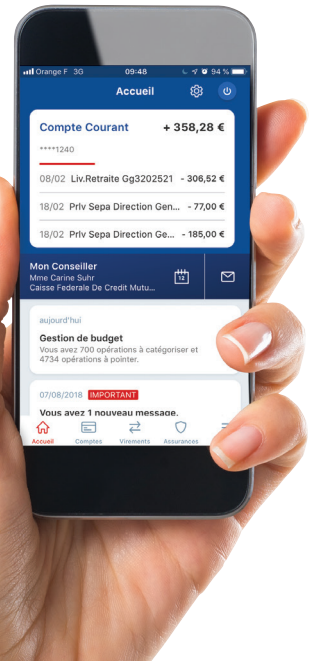 Orange F 3G 09:48 94 %
Accueil
Compte Courant + 358,28 €
****1240
08/02 Liv.Retraite Gg3202521 - 306,52 €
18/02 Prlv Sepa Direction Gen... - 77,00 €
18/02 Prlv Sepa Direction Ge... - 185,00 €
Mon Conseiller
Mme Carine Suhr
Caisse Federale De Credit Mutu...
12
aujourd'hui
Gestion de budget
Vous avez 700 opérations à catégoriser et
4734 opérations à pointer.
07/08/2018 IMPORTANT
Vous avez 1 nouveau message.
Accueil Comptes Virements Assurances